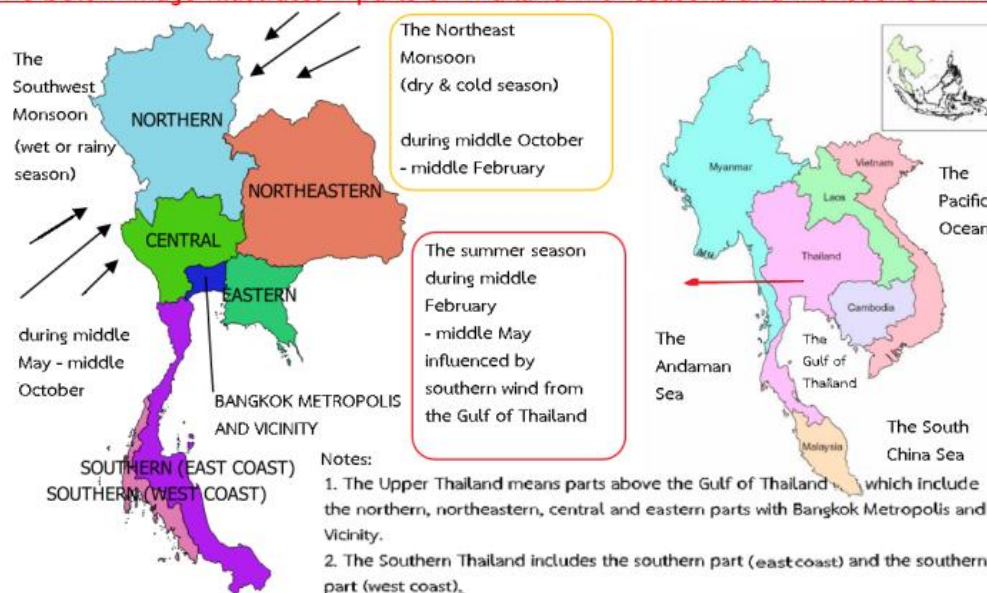 The
Southwest
Monsoon
(wet or rainy
season)
during middle
May - middle
October
NORTHERN
NORTHEASTERN
CENTRAL
EASTERN
BANGKOK METROPOLIS
AND VICINITY
SOUTHERN (EAST COAST)
SOUTHERN (WEST COAST)
The Northeast
Monsoon
(dry & cold season)
during middle October
- middle February
The summer season
during middle
February
- middle May
influenced by
southern wind from
the Gulf of Thailand
Myanmar
Vietnam
Laos
Thailand
Cambodia
Malaysia
The
Pacific
Ocean
The
Andaman
Sea
The
Gulf of
Thailand
The South
China Sea
Notes:
1. The Upper Thailand means parts above the Gulf of Thailand which include
the northern, northeastern, central and eastern parts with Bangkok Metropolis and
Vicinity.
2. The Southern Thailand includes the southern part (east coast) and the southern
part (west coast).